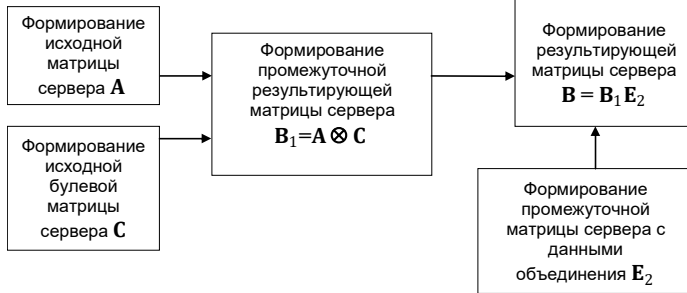 Формирование
исходной
матрицы
сервера A
Формирование
исходной
булевой
матрицы
сервера C
Формирование
промежуточной
результирующей
матрицы сервера
B₁=A ⊗ C
Формирование
результирующей
матрицы сервера
B = B₁E₂
Формирование
промежуточной
матрицы сервера с
данными
объединения E₂